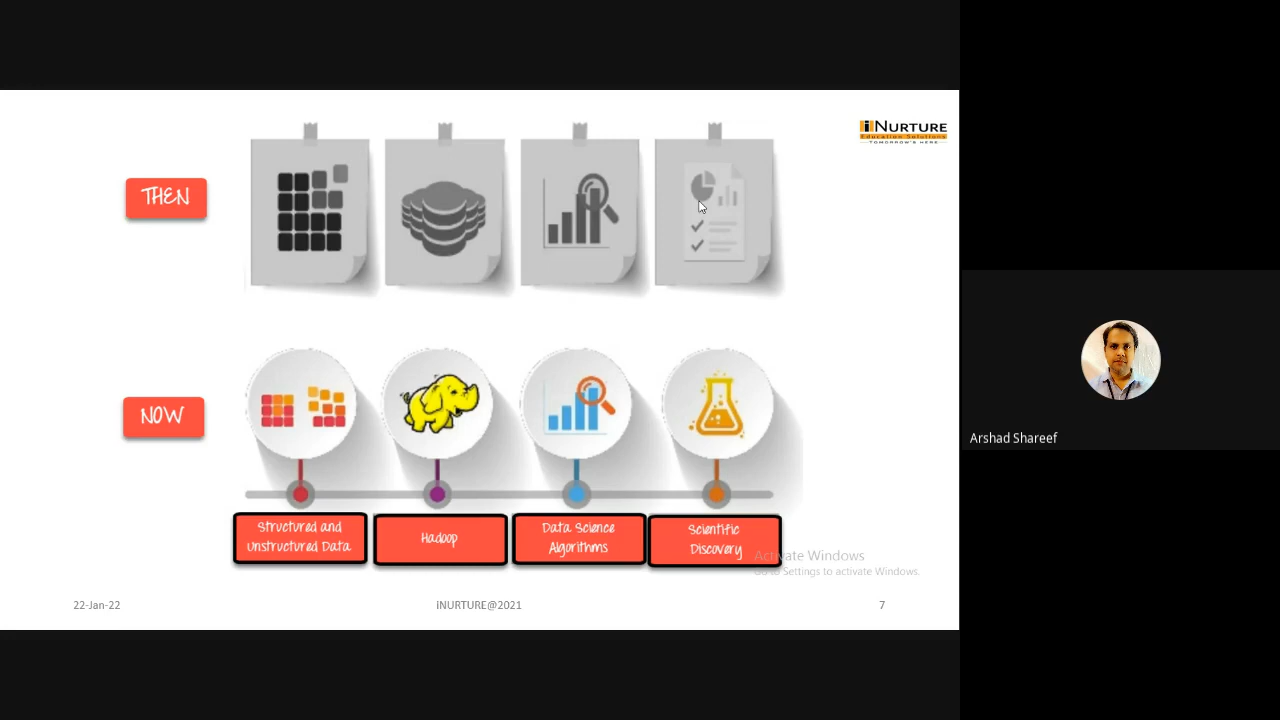 iNURTURE
Education Solutions
TOMORROW'S HERE
THEN
NOW
Structured and
Unstructured Data
Hadoop
Data Science
Algorithms
Scientific
Discovery
Activate Windows
Go to Settings to activate Windows.
22-Jan-22
INURTURE@2021
7
Arshad Shareef